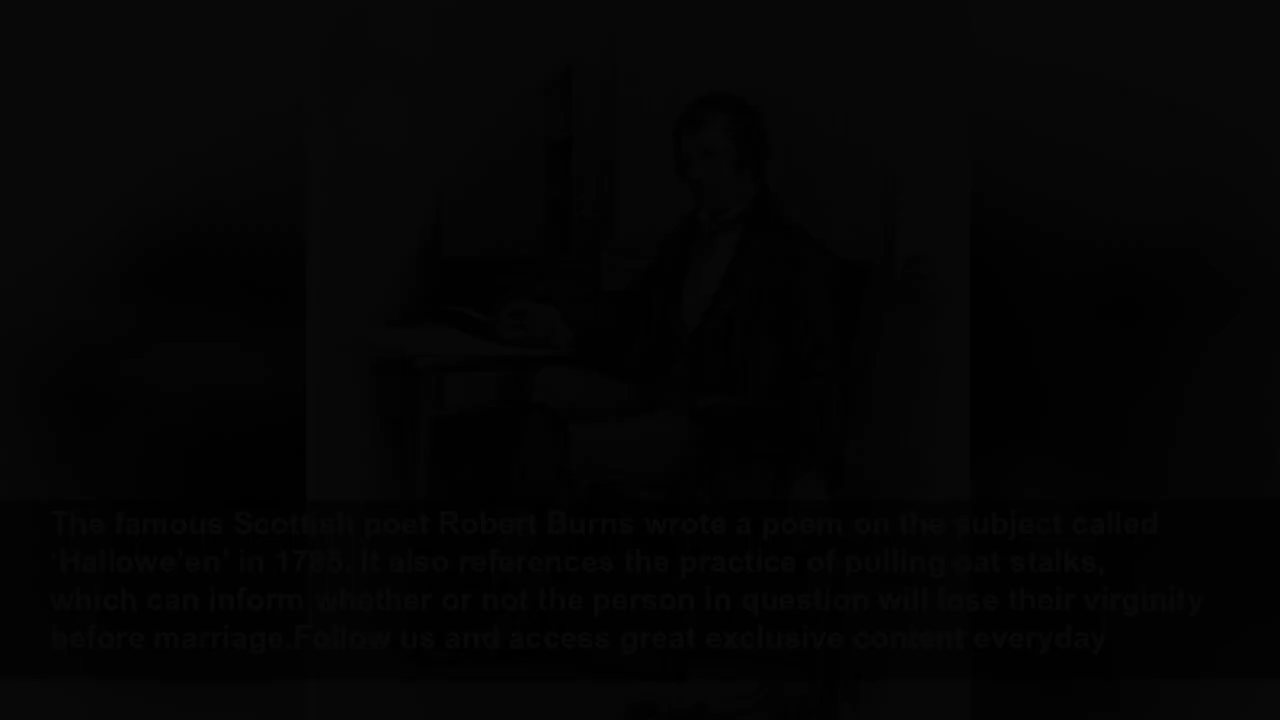 The famous Scottish poet Robert Burns wrote a poem on the subject called
‘Hallowe'en’ in 1785. It also references the practice of pulling oat stalks,
which can inform whether or not the person in question will lose their virginity
before marriage.Follow us and access great exclusive content everyday